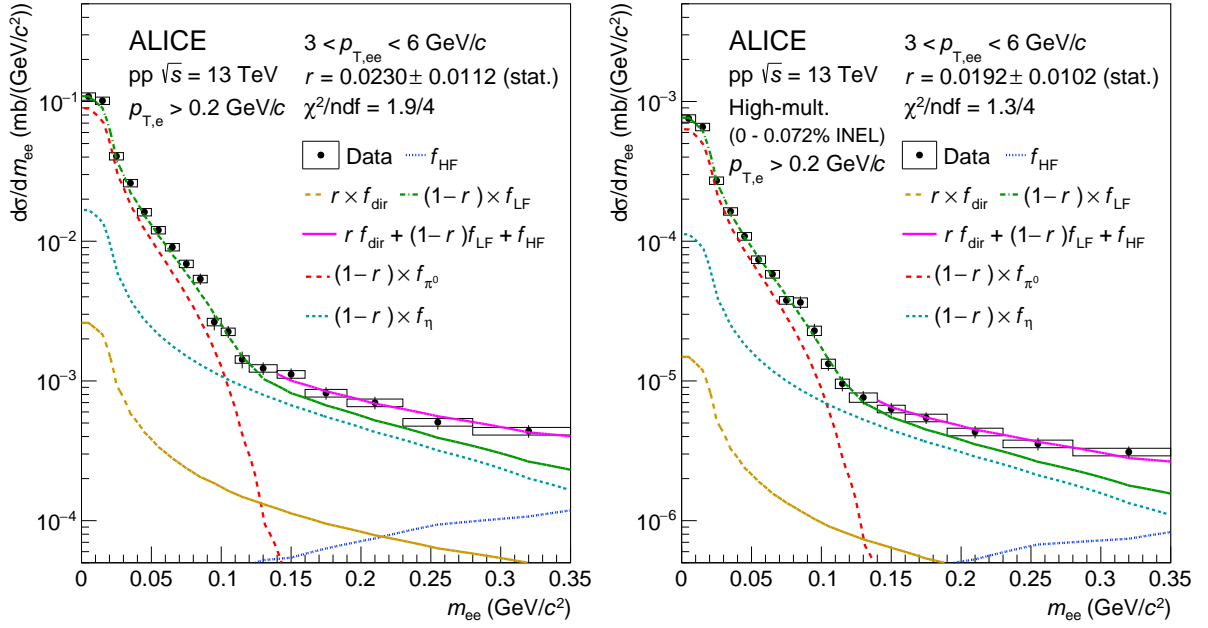 ALICE
pp √s = 13 TeV
p_T,e > 0.2 GeV/c
3 < p_T,ee < 6 GeV/c
r = 0.0230 ± 0.0112 (stat.)
χ²/ndf = 1.9/4
Data f_HF
r × f_dir (1− r ) × f_LF
r f_dir + (1− r )f_LF + f_HF
(1− r ) × f_π⁰
(1− r ) × f_η
dσ/dm_ee (mb/(GeV/c²)
10⁻¹
10⁻²
10⁻³
10⁻⁴
0 0.05 0.1 0.15 0.2 0.25 0.3 0.35
m_ee (GeV/c²)
ALICE
pp √s = 13 TeV
High-mult.
(0 - 0.072% INEL)
p_T,e > 0.2 GeV/c
3 < p_T,ee < 6 GeV/c
r = 0.0192 ± 0.0102 (stat.)
χ²/ndf = 1.3/4
Data f_HF
r × f_dir (1− r ) × f_LF
r f_dir + (1− r )f_LF + f_HF
(1− r ) × f_π⁰
(1− r ) × f_η
dσ/dm_ee (mb/(GeV/c²)
10⁻³
10⁻⁴
10⁻⁵
10⁻⁶
0 0.05 0.1 0.15 0.2 0.25 0.3 0.35
m_ee (GeV/c²)